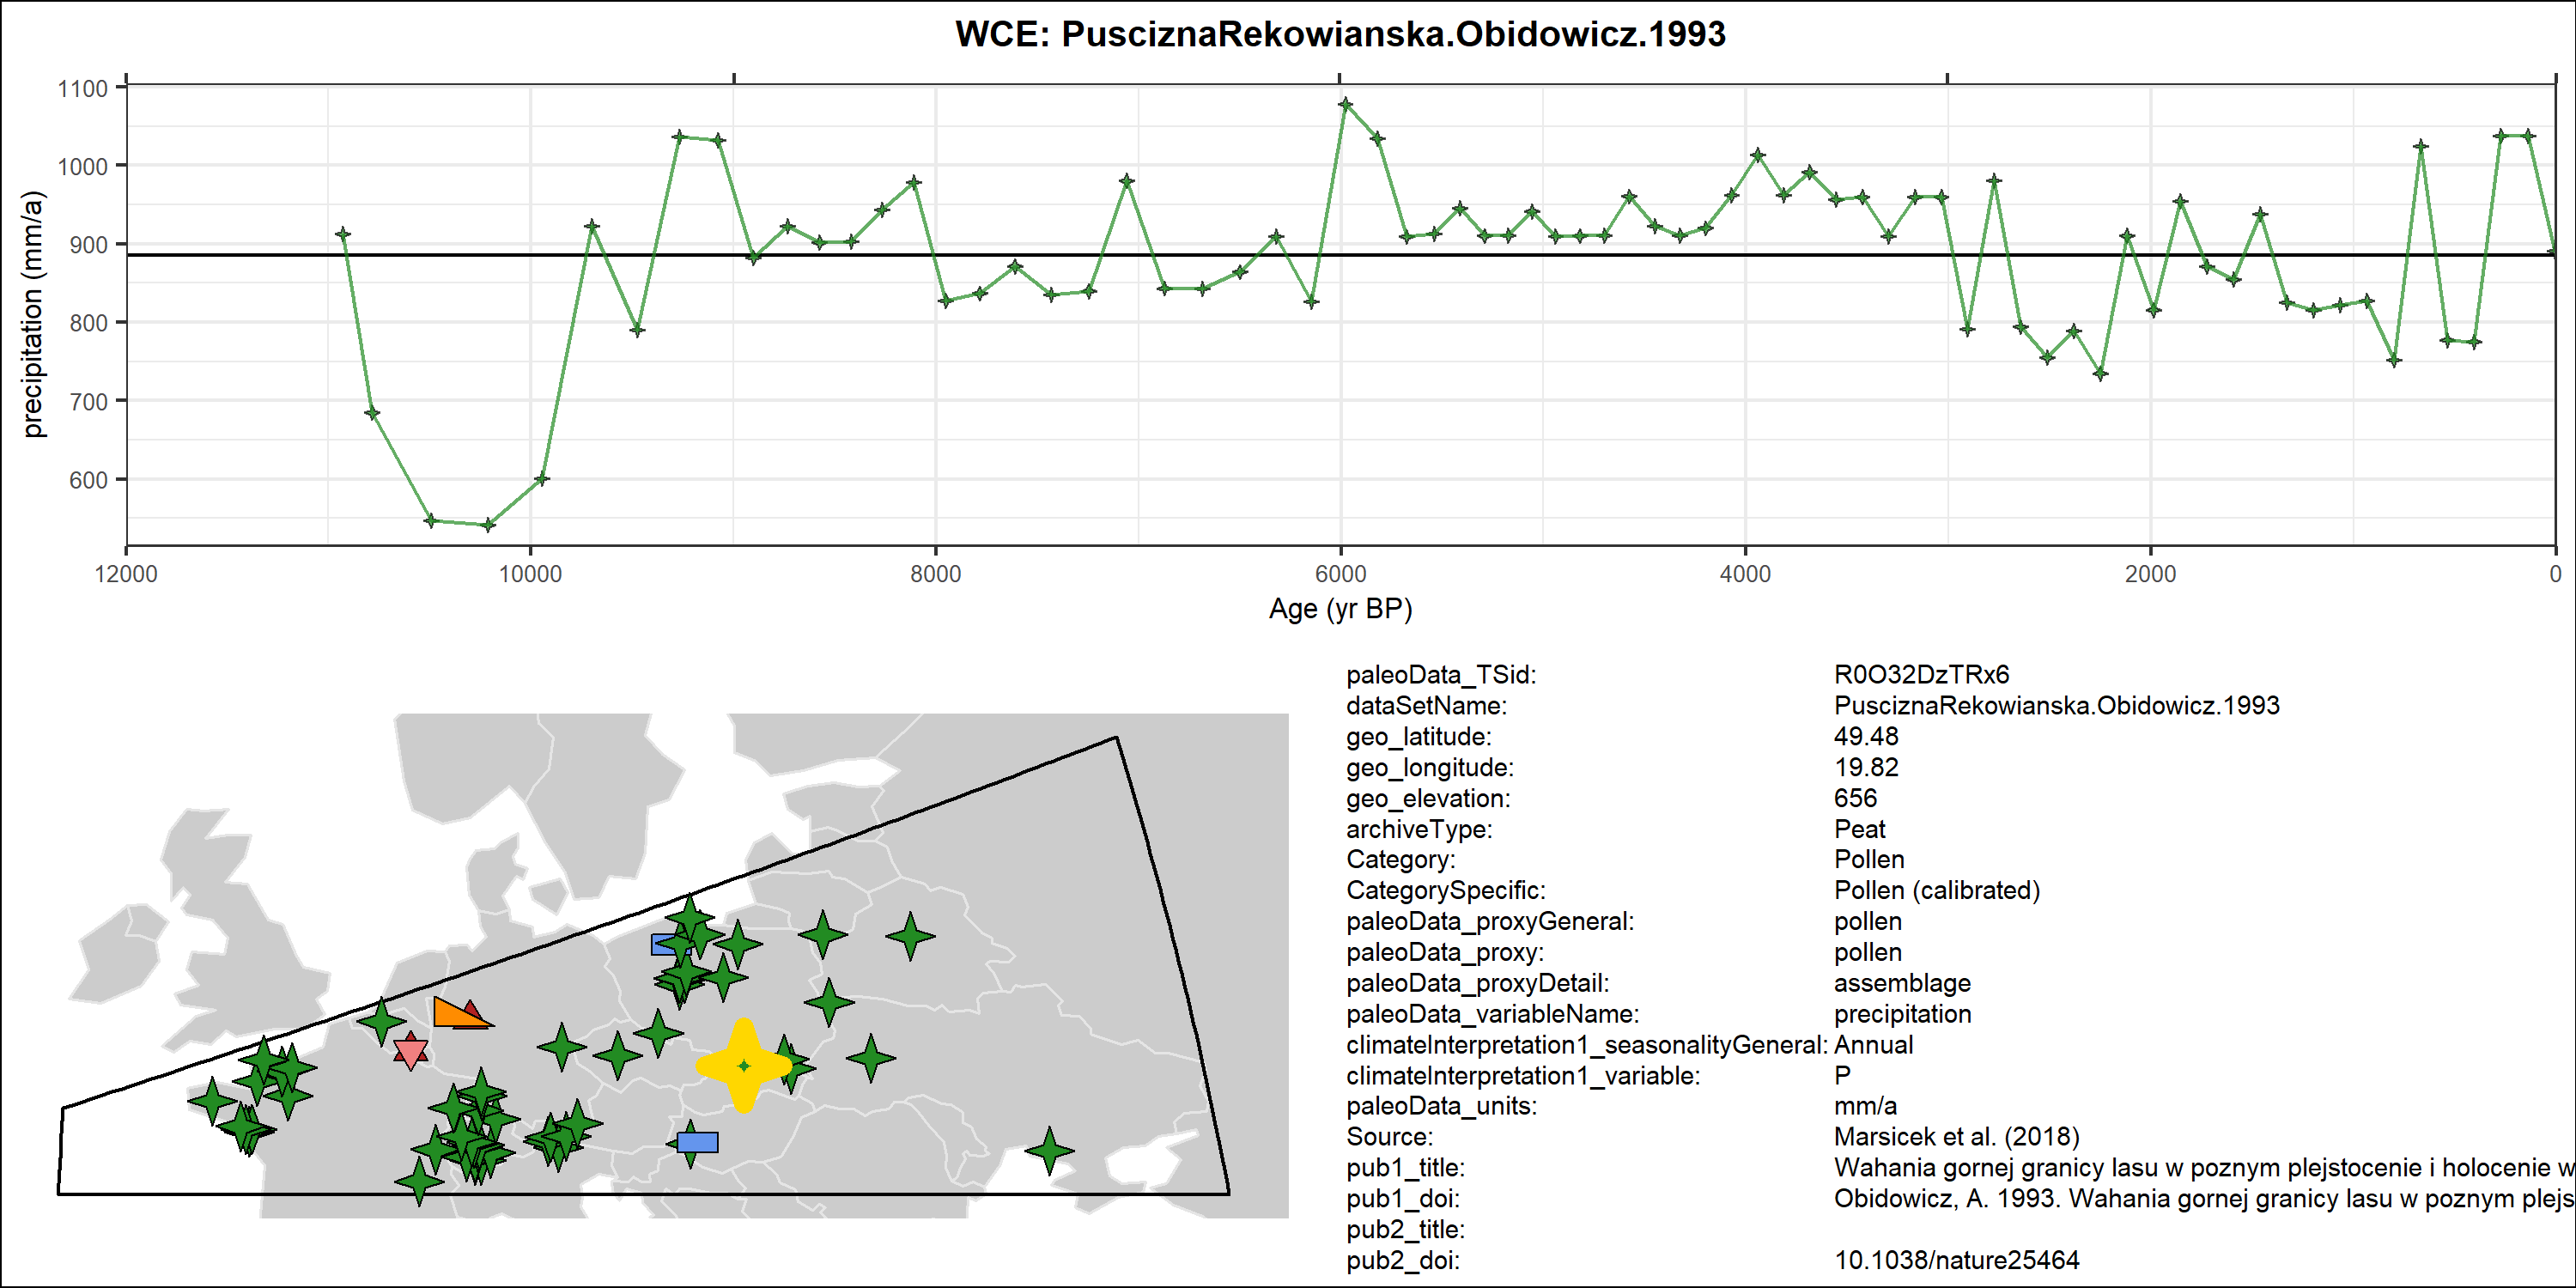 WCE: PusciznaRekowianska.Obidowicz.1993
1100
1000
900
800
700
600
precipitation (mm/a)
12000 10000 8000 6000 4000 2000 0
Age (yr BP)
paleoData_TSid: R0O32DzTRx6
dataSetName: PusciznaRekowianska.Obidowicz.1993
geo_latitude: 49.48
geo_longitude: 19.82
geo_elevation: 656
archiveType: Peat
Category: Pollen
CategorySpecific: Pollen (calibrated)
paleoData_proxyGeneral: pollen
paleoData_proxy: pollen
paleoData_proxyDetail: assemblage
paleoData_variableName: precipitation
climateInterpretation1_seasonalityGeneral: Annual
climateInterpretation1_variable: P
paleoData_units: mm/a
Source: Marsicek et al. (2018)
pub1_title: Wahania gornej granicy lasu w poznym plejstocenie i holocenie w
pub1_doi: Obidowicz, A. 1993. Wahania gornej granicy lasu w poznym plejs
pub2_title:
pub2_doi: 10.1038/nature25464